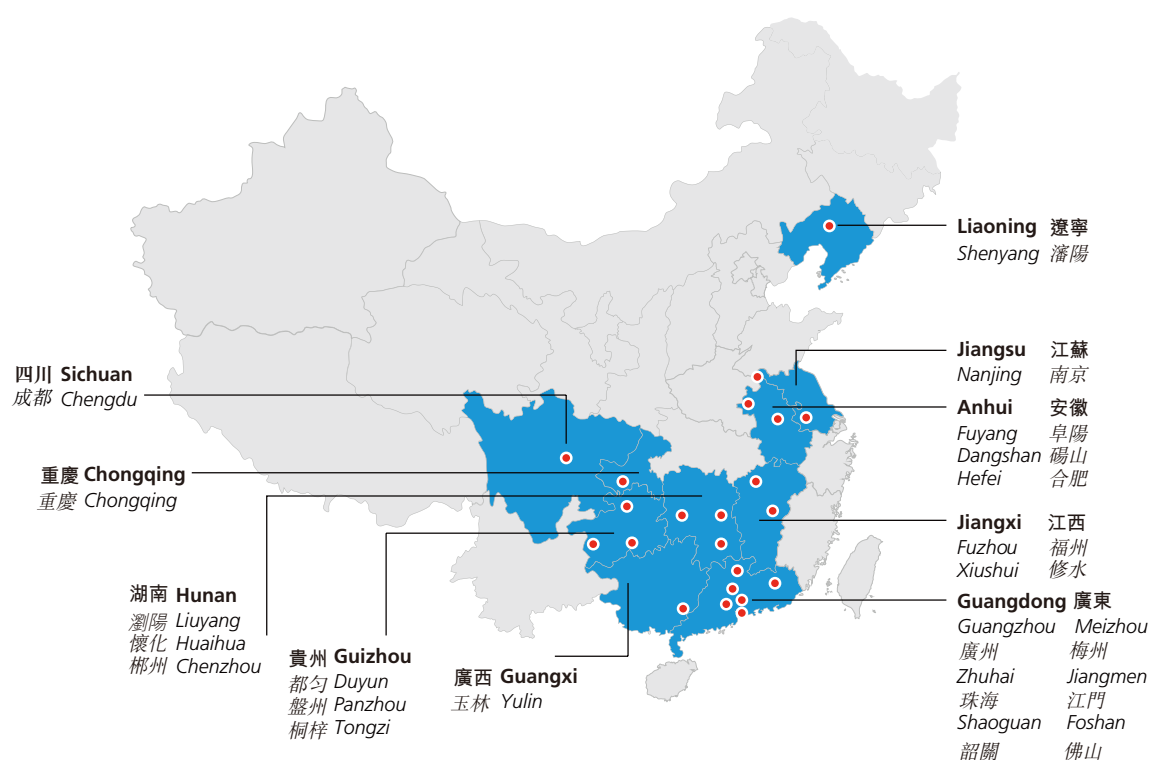 Liaoning 遼寧
Shenyang 瀋陽
Jiangsu 江蘇
Nanjing 南京
Anhui 安徽
Fuyang 阜陽
Dangshan 碭山
Hefei 合肥
Jiangxi 江西
Fuzhou 福州
Xiushui 修水
Guangdong 廣東
Guangzhou Meizhou
廣州 梅州
Zhuhai Jiangmen
珠海 江門
Shaoguan Foshan
韶關 佛山
四川 Sichuan
成都 Chengdu
重慶 Chongqing
重慶 Chongqing
湖南 Hunan
瀏陽 Liuyang
懷化 Huaihua
郴州 Chenzhou
貴州 Guizhou
都勻 Duyun
盤州 Panzhou
桐梓 Tongzi
廣西 Guangxi
玉林 Yulin